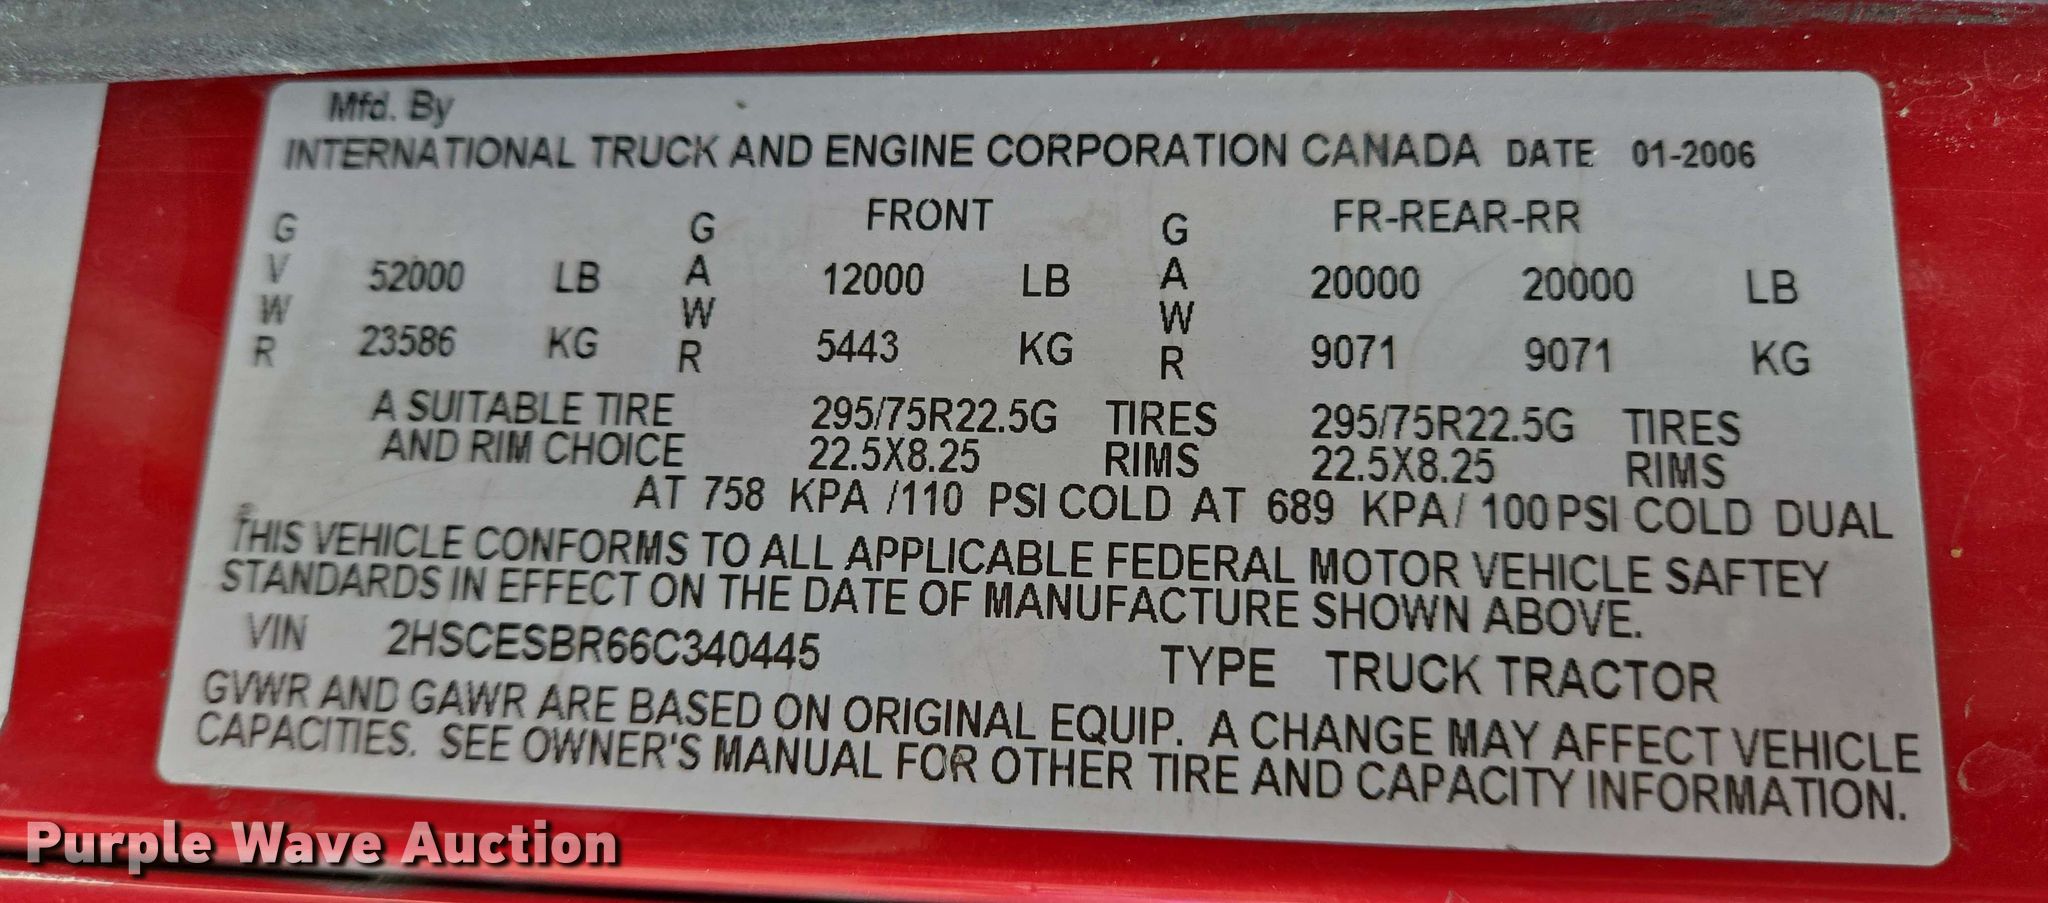 Mfd. By
INTERNATIONAL TRUCK AND ENGINE CORPORATION CANADA DATE 01-2006
GVWR 52000 LB GAWR FRONT 12000 LB GAWR FR-REAR-RR 20000 20000 LB
23586 KG 5443 KG 9071 9071 KG
A SUITABLE TIRE 295/75R22.5G TIRES 295/75R22.5G TIRES
AND RIM CHOICE 22.5X8.25 RIMS 22.5X8.25 RIMS
AT 758 KPA /110 PSI COLD AT 689 KPA/ 100 PSI COLD DUAL
THIS VEHICLE CONFORMS TO ALL APPLICABLE FEDERAL MOTOR VEHICLE SAFTEY
STANDARDS IN EFFECT ON THE DATE OF MANUFACTURE SHOWN ABOVE.
VIN 2HSCESBR66C340445 TYPE TRUCK TRACTOR
GVWR AND GAWR ARE BASED ON ORIGINAL EQUIP. A CHANGE MAY AFFECT VEHICLE
CAPACITIES. SEE OWNER'S MANUAL FOR OTHER TIRE AND CAPACITY INFORMATION.
Purple Wave Auction